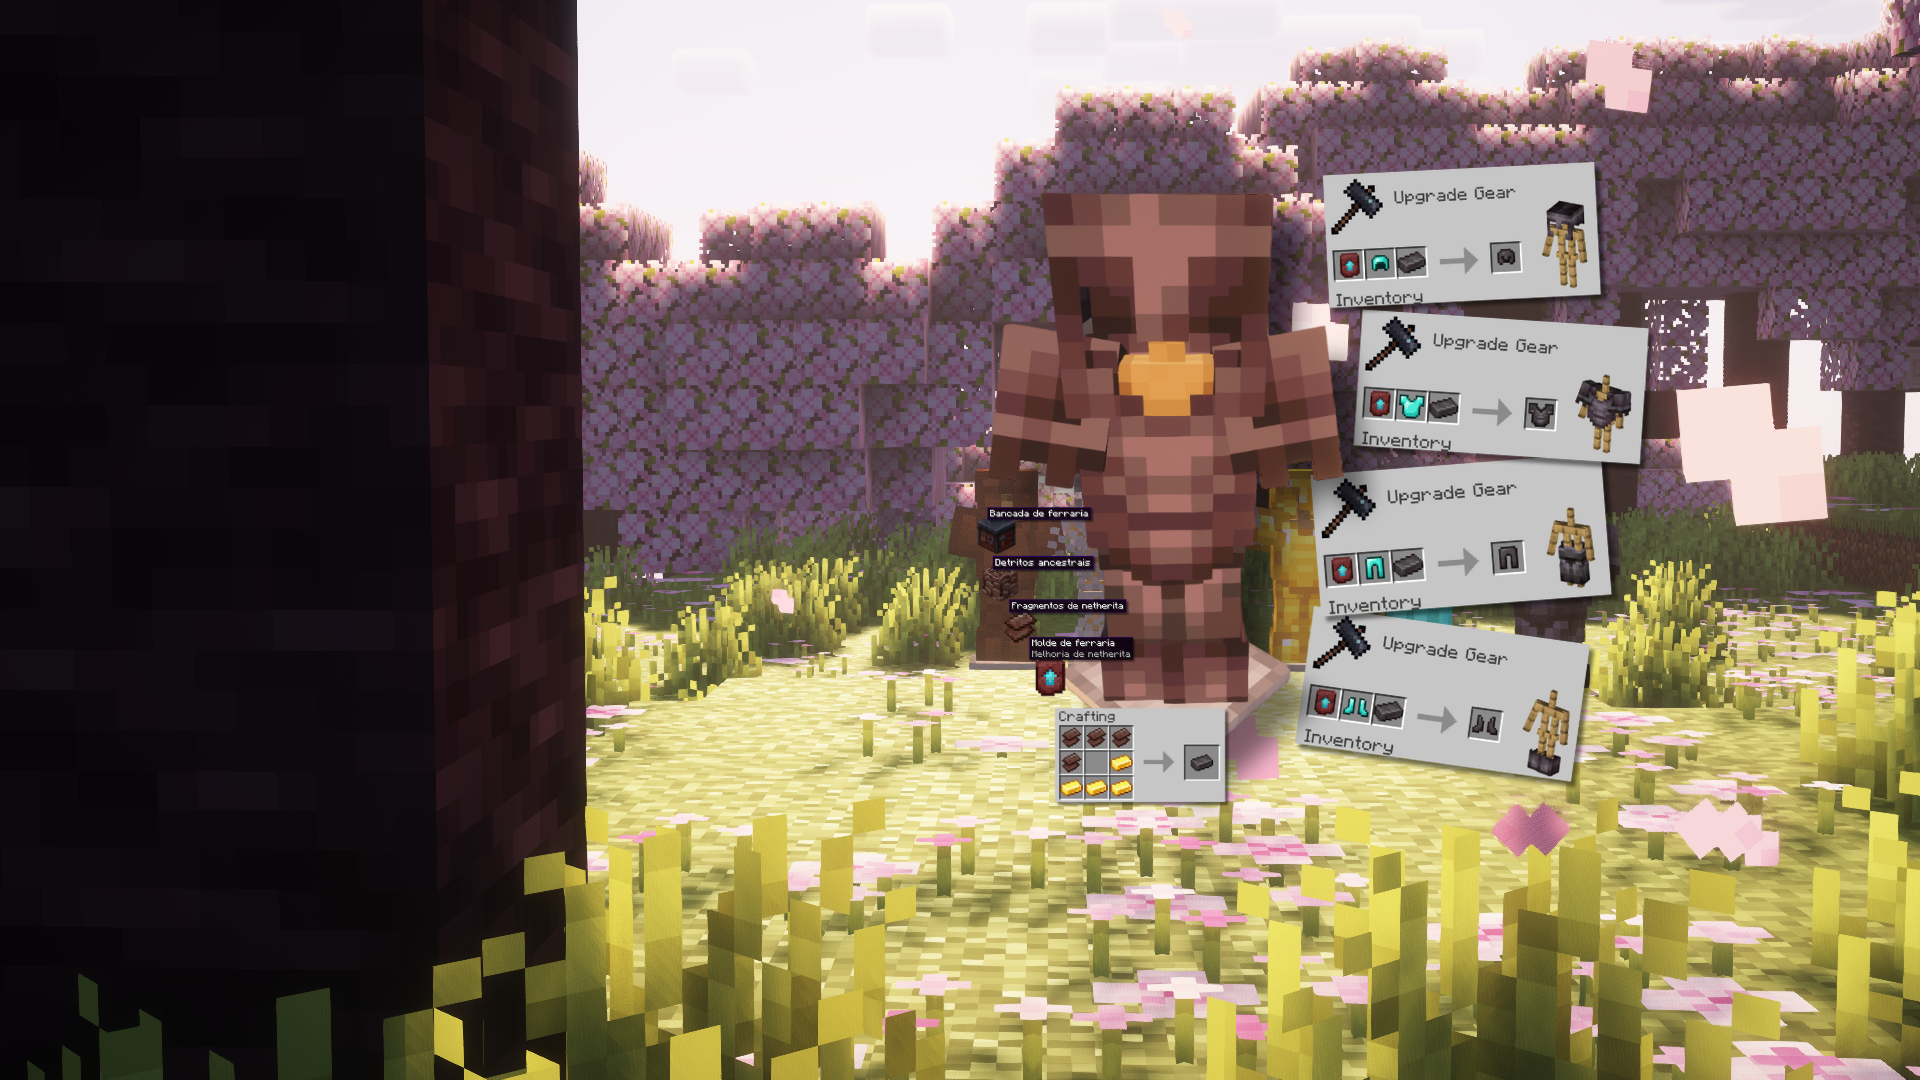 Upgrade Gear
Inventory
Upgrade Gear
Inventory
Upgrade Gear
Inventory
Upgrade Gear
Inventory
Bancada de ferraria
Detritos ancestrais
Fragmentos de netherita
Molde de ferraria
Melhoria de netherita
Crafting